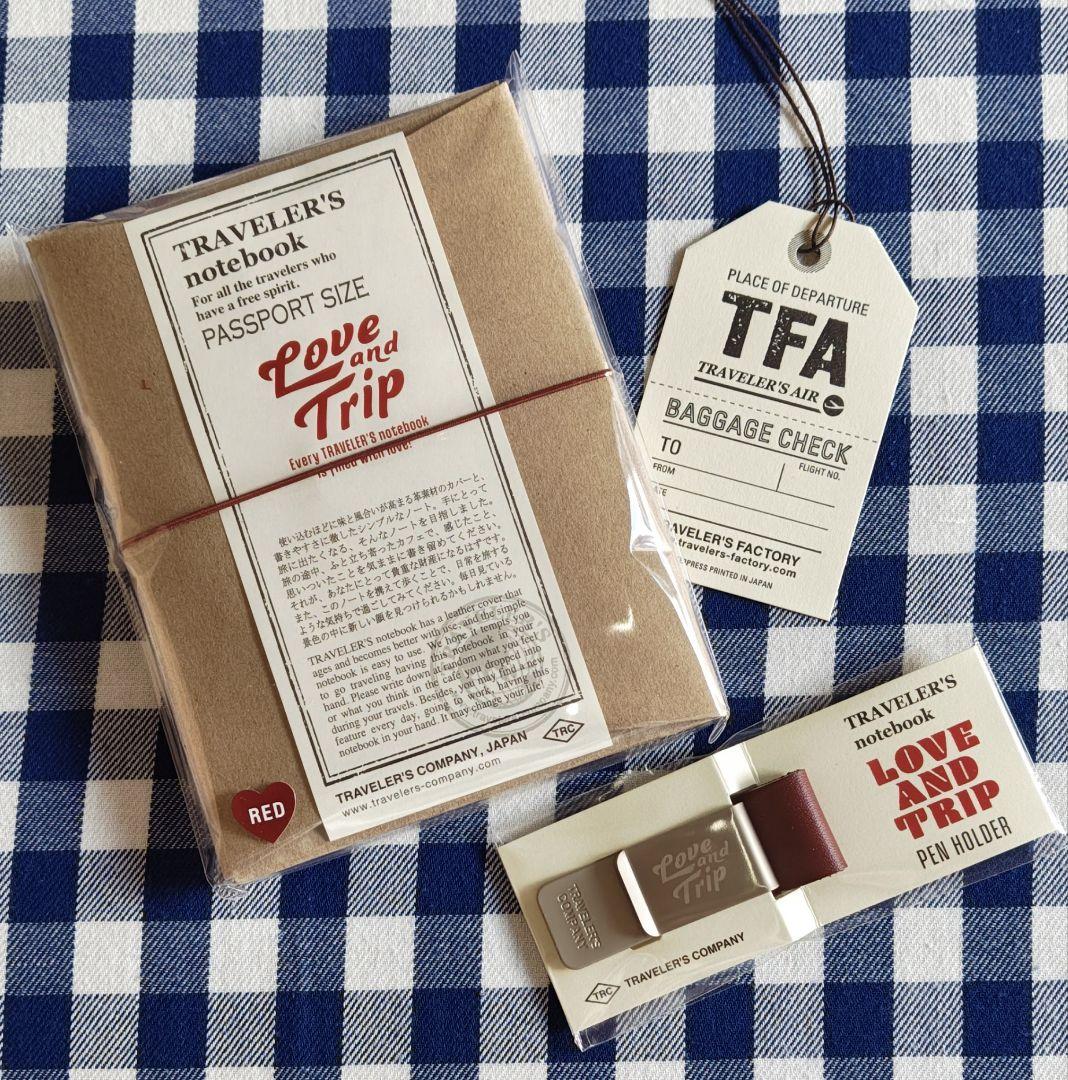 TRAVELER'S
notebook
For all the travelers who
have a free spirit.
PASSPORT SIZE
Love
and
Trip
Every TRAVELER'S notebook
is filled with love!
使い込むほどに味と風合いが高まる革素材のカバーと、
書きやすさに徹したシンプルなノート。手にとって
旅に出たくなる、そんなノートを目指しました。
旅の途中、ふと立ち寄ったカフェで、感じたこと、
思いついたことを気ままに書き留めてください。
それが、あなたにとって貴重な財産になるはずです。
また、このノートを携えて歩くことで、日常を旅する
ような気持ちで過ごしてみてください。毎日見ている
景色の中に新しい顔を見つけられるかもしれません。
TRAVELER'S notebook has a leather cover that
ages and becomes better with use, and the simple
notebook is easy to use. We hope it tempts you
to go traveling having this notebook in your
hand. Please write down at random what you feel
or what you think in the café you dropped into
during your travels. Besides, you may find a new
feature every day, going to work, having this
notebook in your hand. It may change your life!
TRAVELER'S COMPANY, JAPAN
TRC
www.travelers-company.com
RED
PLACE OF DEPARTURE
TFA
TRAVELER'S AIR
BAGGAGE CHECK
TO
FROM
FLIGHT NO.
TRAVELER'S FACTORY
www.travelers-factory.com
PRINTED IN JAPAN
TRAVELER'S
notebook
LOVE
AND
TRIP
PEN HOLDER
Love
and
Trip
TRAVELER'S
COMPANY
TRC TRAVELER'S COMPANY